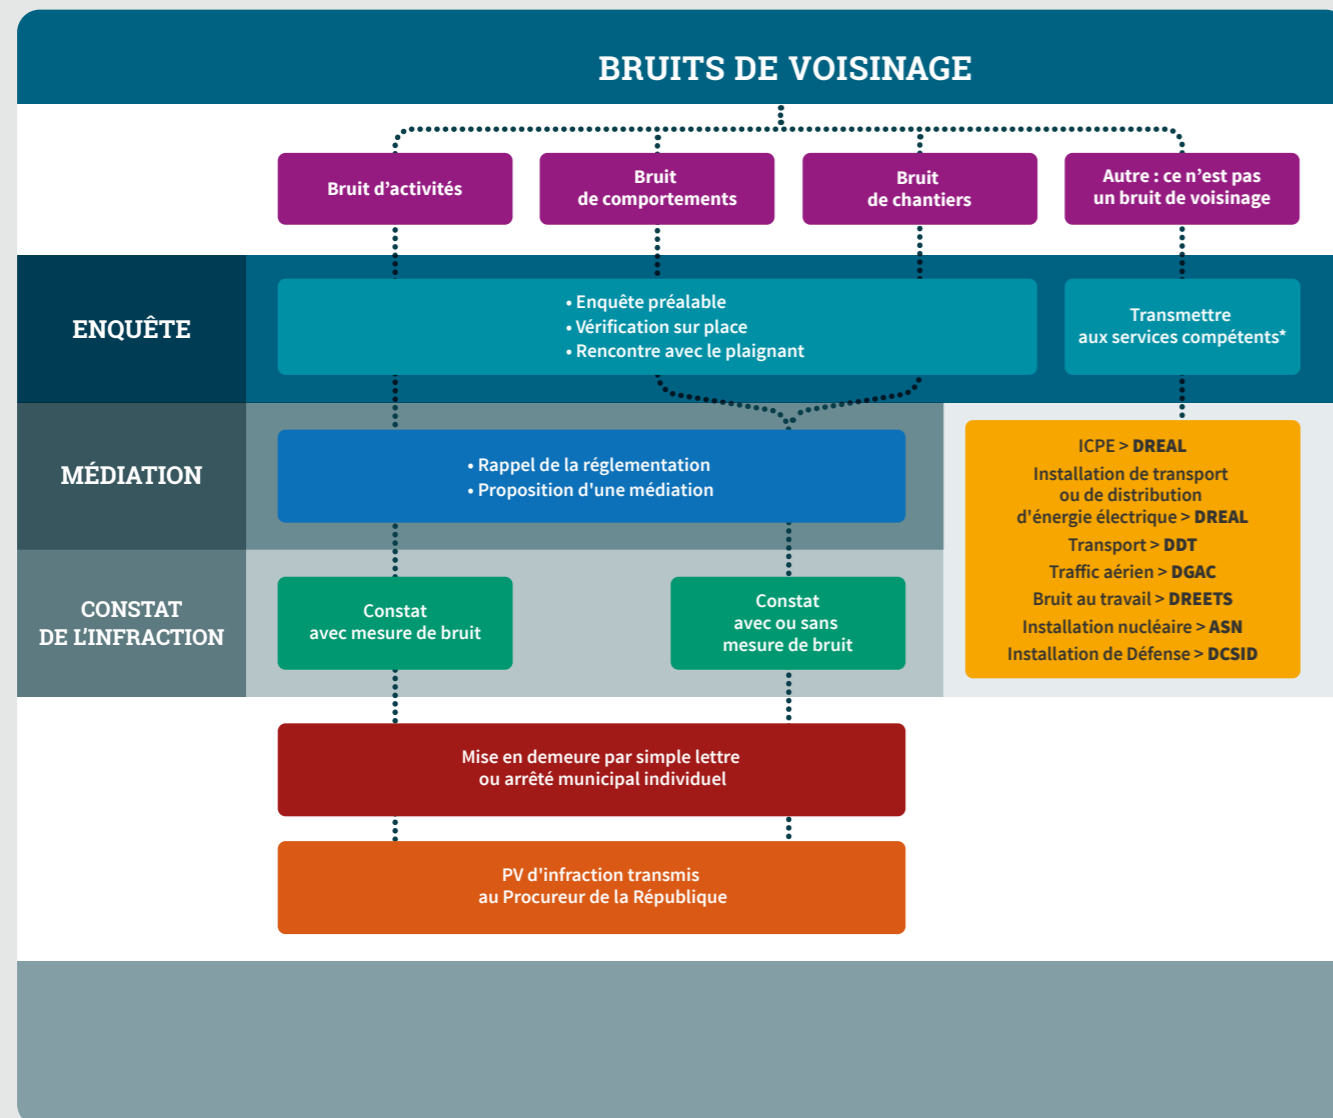 BRUITS DE VOISINAGE
Bruit d’activités
Bruit
de comportements
Bruit
de chantiers
Autre : ce n’est pas
un bruit de voisinage
ENQUÊTE
• Enquête préalable
• Vérification sur place
• Rencontre avec le plaignant
Transmettre
aux services compétents*
MÉDIATION
• Rappel de la réglementation
• Proposition d'une médiation
ICPE > DREAL
Installation de transport
ou de distribution
d'énergie électrique > DREAL
Transport > DDT
Traffic aérien > DGAC
Bruit au travail > DREETS
Installation nucléaire > ASN
Installation de Défense > DCSID
CONSTAT
DE L'INFRACTION
Constat
avec mesure de bruit
Constat
avec ou sans
mesure de bruit
Mise en demeure par simple lettre
ou arrêté municipal individuel
PV d'infraction transmis
au Procureur de la République